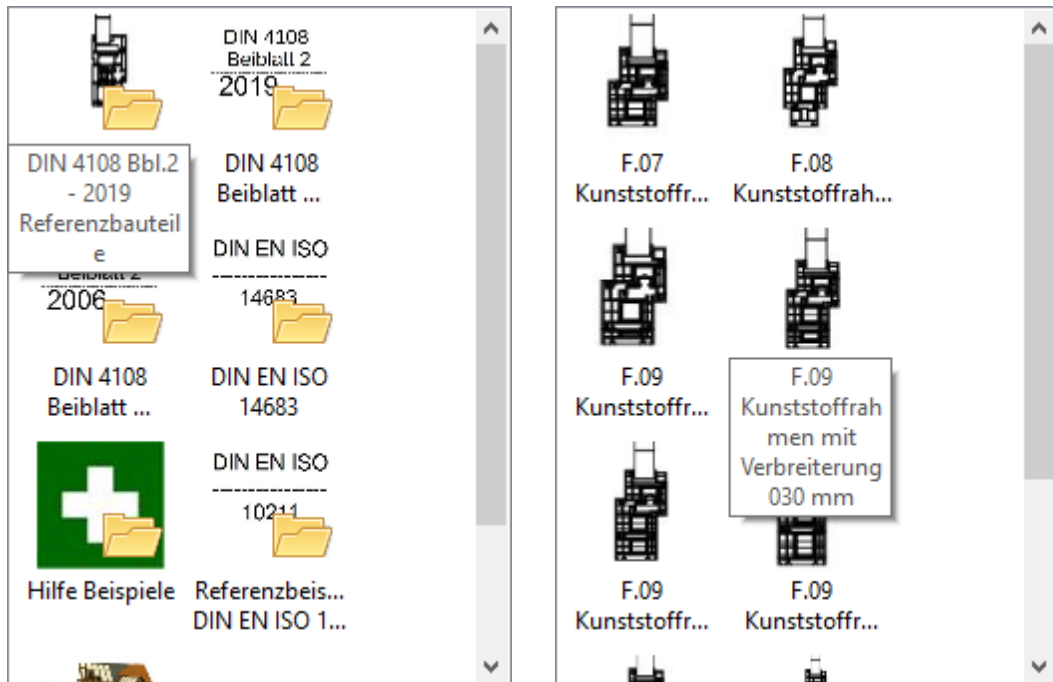 DIN 4108
Beiblatt 2
2019
DIN 4108 Bbl.2
- 2019
Referenzbauteil
e
DIN 4108
Beiblatt ...
Beiblatt 2
2006
DIN EN ISO
14683
DIN 4108
Beiblatt ...
DIN EN ISO
14683
DIN EN ISO
10211
Hilfe Beispiele
Referenzbeis...
DIN EN ISO 1...
F.07
Kunststoffr...
F.08
Kunststoffrah...
F.09
Kunststoffr...
F.09
Kunststoffrah
men mit
Verbreiterung
030 mm
F.09
Kunststoffr...
F.09
Kunststoffr...